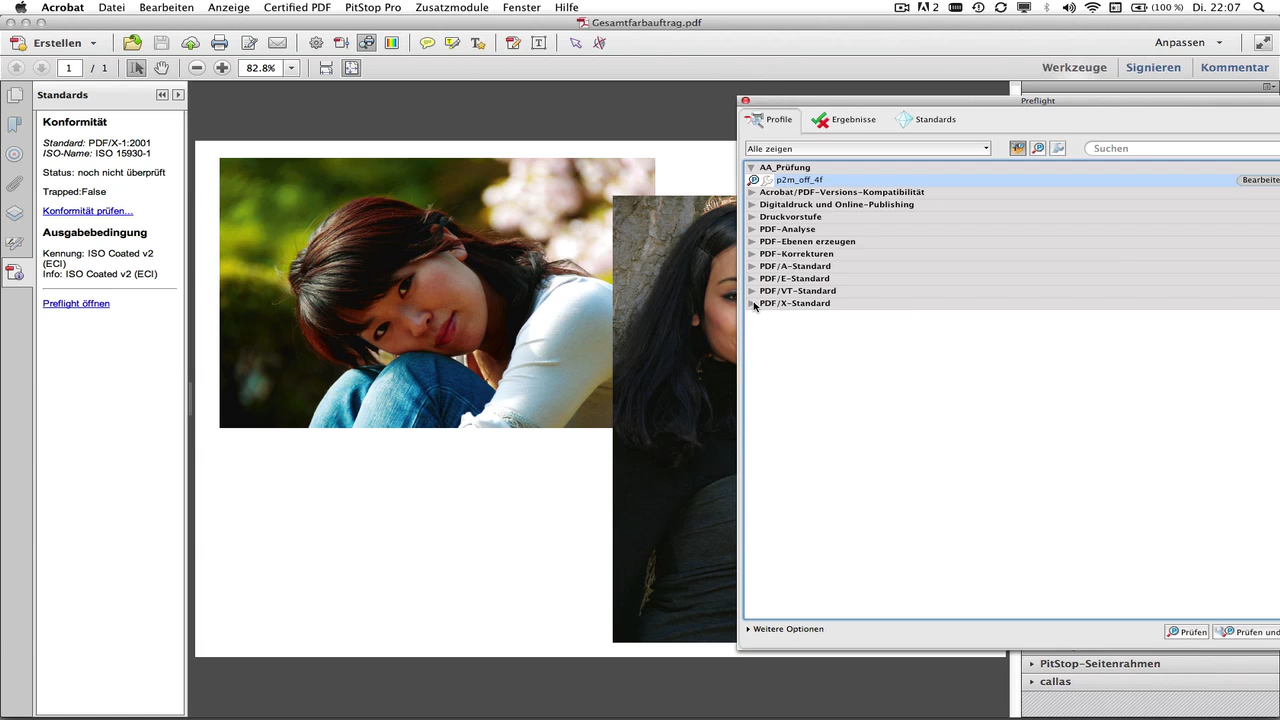 Acrobat Datei Bearbeiten Anzeige Certified PDF PitStop Pro Zusatzmodule Fenster Hilfe 2 (100 %) Di. 22:07
Gesamtfarbauftrag.pdf
Erstellen Anpassen
1 / 1 82.8% Werkzeuge Signieren Kommentar
Standards
Konformität
Standard: PDF/X-1:2001
ISO-Name: ISO 15930-1
Status: noch nicht überprüft
Trapped:False
Konformität prüfen...
Ausgabebedingung
Kennung: ISO Coated v2
(ECI)
Info: ISO Coated v2 (ECI)
Preflight öffnen
Preflight
Profile Ergebnisse Standards
Alle zeigen Suchen
AA_Prüfung
p2m_off_4f Bearbeite
Acrobat/PDF-Versions-Kompatibilität
Digitaldruck und Online-Publishing
Druckvorstufe
PDF-Analyse
PDF-Ebenen erzeugen
PDF-Korrekturen
PDF/A-Standard
PDF/E-Standard
PDF/VT-Standard
PDF/X-Standard
Weitere Optionen
Prüfen Prüfen und
PitStop-Seitenrahmen
callas